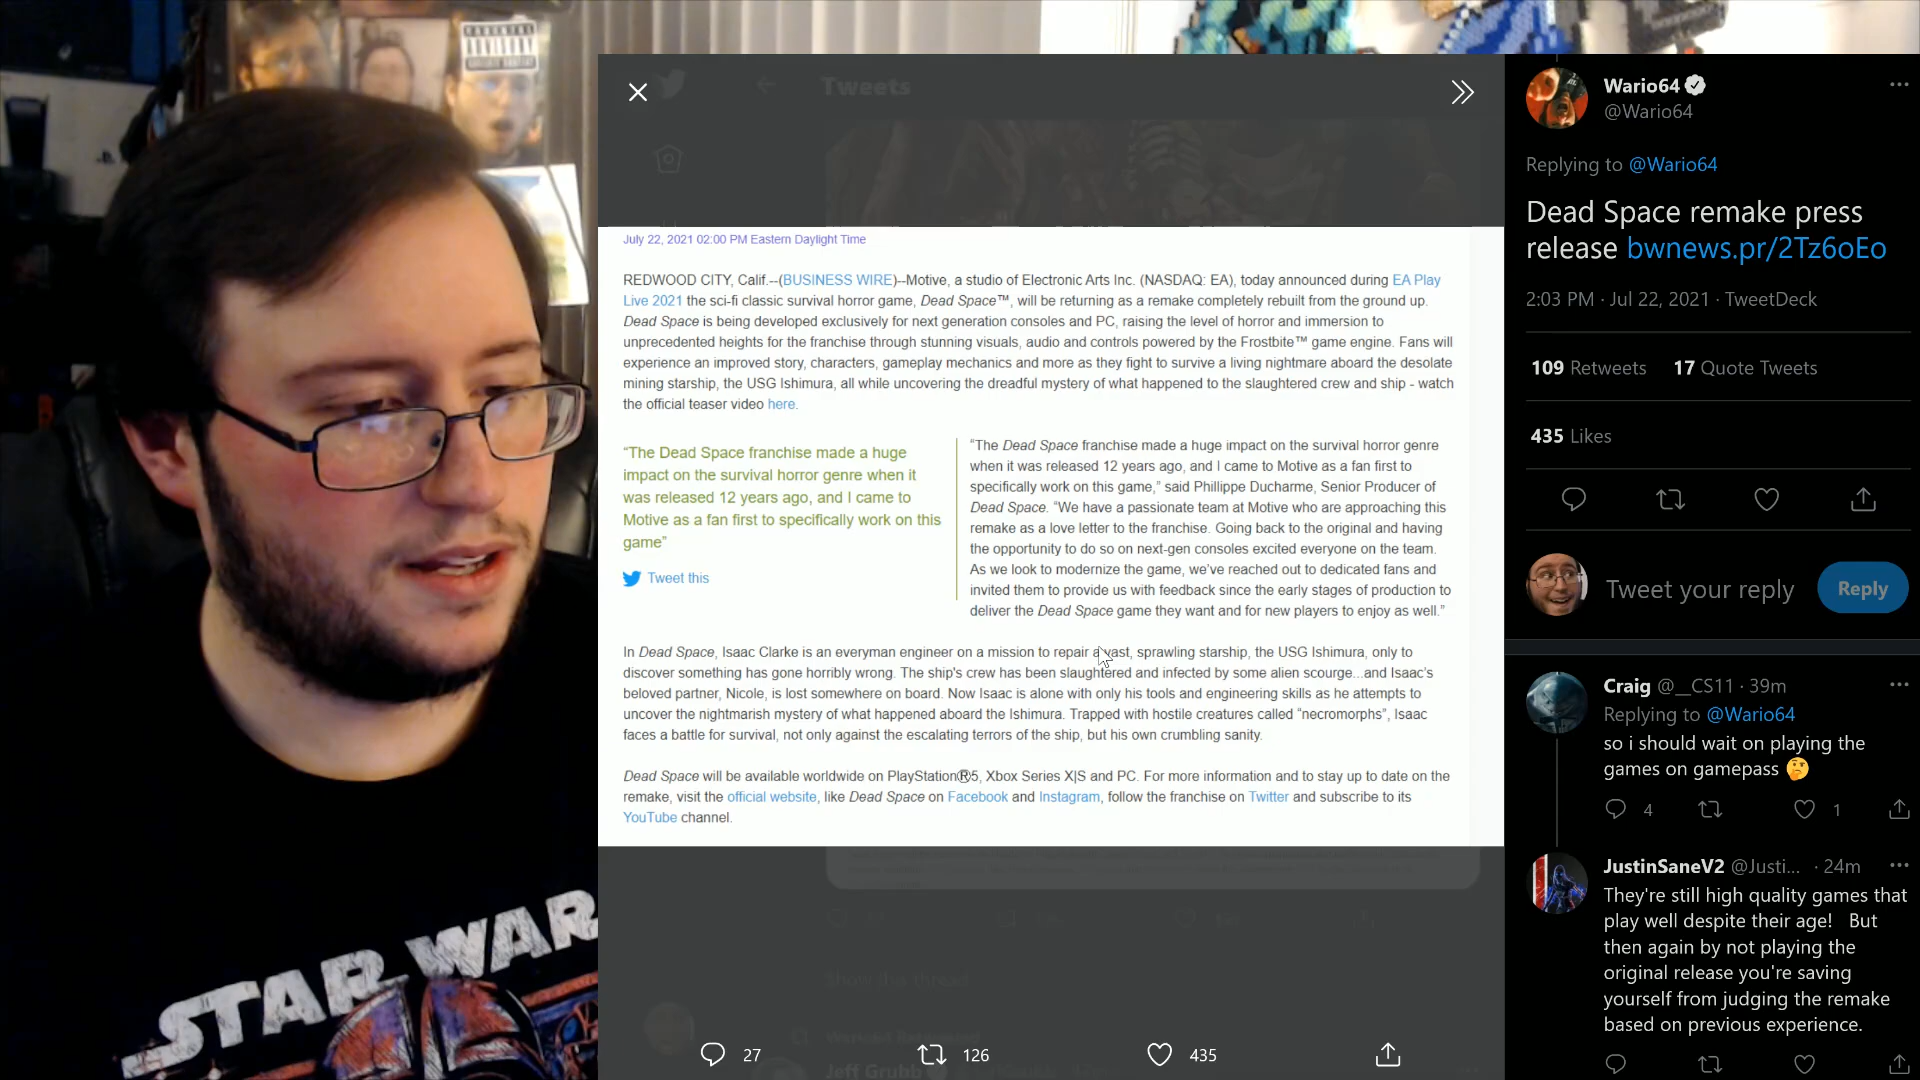 PARENTAL
ADVISORY
STAR WARS
Tweets
July 22, 2021 02:00 PM Eastern Daylight Time
REDWOOD CITY, Calif.--(BUSINESS WIRE)--Motive, a studio of Electronic Arts Inc. (NASDAQ: EA), today announced during EA Play
Live 2021 the sci-fi classic survival horror game, Dead Space™, will be returning as a remake completely rebuilt from the ground up.
Dead Space is being developed exclusively for next generation consoles and PC, raising the level of horror and immersion to
unprecedented heights for the franchise through stunning visuals, audio and controls powered by the Frostbite™ game engine. Fans will
experience an improved story, characters, gameplay mechanics and more as they fight to survive a living nightmare aboard the desolate
mining starship, the USG Ishimura, all while uncovering the dreadful mystery of what happened to the slaughtered crew and ship - watch
the official teaser video here.
“The Dead Space franchise made a huge
impact on the survival horror genre when it
was released 12 years ago, and I came to
Motive as a fan first to specifically work on this
game”
Tweet this
“The Dead Space franchise made a huge impact on the survival horror genre
when it was released 12 years ago, and I came to Motive as a fan first to
specifically work on this game,” said Phillippe Ducharme, Senior Producer of
Dead Space. “We have a passionate team at Motive who are approaching this
remake as a love letter to the franchise. Going back to the original and having
the opportunity to do so on next-gen consoles excited everyone on the team.
As we look to modernize the game, we’ve reached out to dedicated fans and
invited them to provide us with feedback since the early stages of production to
deliver the Dead Space game they want and for new players to enjoy as well.”
In Dead Space, Isaac Clarke is an everyman engineer on a mission to repair a vast, sprawling starship, the USG Ishimura, only to
discover something has gone horribly wrong. The ship's crew has been slaughtered and infected by some alien scourge...and Isaac’s
beloved partner, Nicole, is lost somewhere on board. Now Isaac is alone with only his tools and engineering skills as he attempts to
uncover the nightmarish mystery of what happened aboard the Ishimura. Trapped with hostile creatures called “necromorphs”, Isaac
faces a battle for survival, not only against the escalating terrors of the ship, but his own crumbling sanity.
Dead Space will be available worldwide on PlayStation®5, Xbox Series X|S and PC. For more information and to stay up to date on the
remake, visit the official website, like Dead Space on Facebook and Instagram, follow the franchise on Twitter and subscribe to its
YouTube channel.
Show this thread
Wario64 Retweeted
Jeff Grubb
27 126 435
Wario64
@Wario64
Replying to @Wario64
Dead Space remake press
release bwnews.pr/2Tz6oEo
2:03 PM · Jul 22, 2021 · TweetDeck
109 Retweets 17 Quote Tweets
435 Likes
Tweet your reply
Reply
Craig @__CS11 · 39m
Replying to @Wario64
so i should wait on playing the
games on gamepass 🤔
4 1
JustinSaneV2 @Justi... · 24m
They're still high quality games that
play well despite their age! But
then again by not playing the
original release you're saving
yourself from judging the remake
based on previous experience.